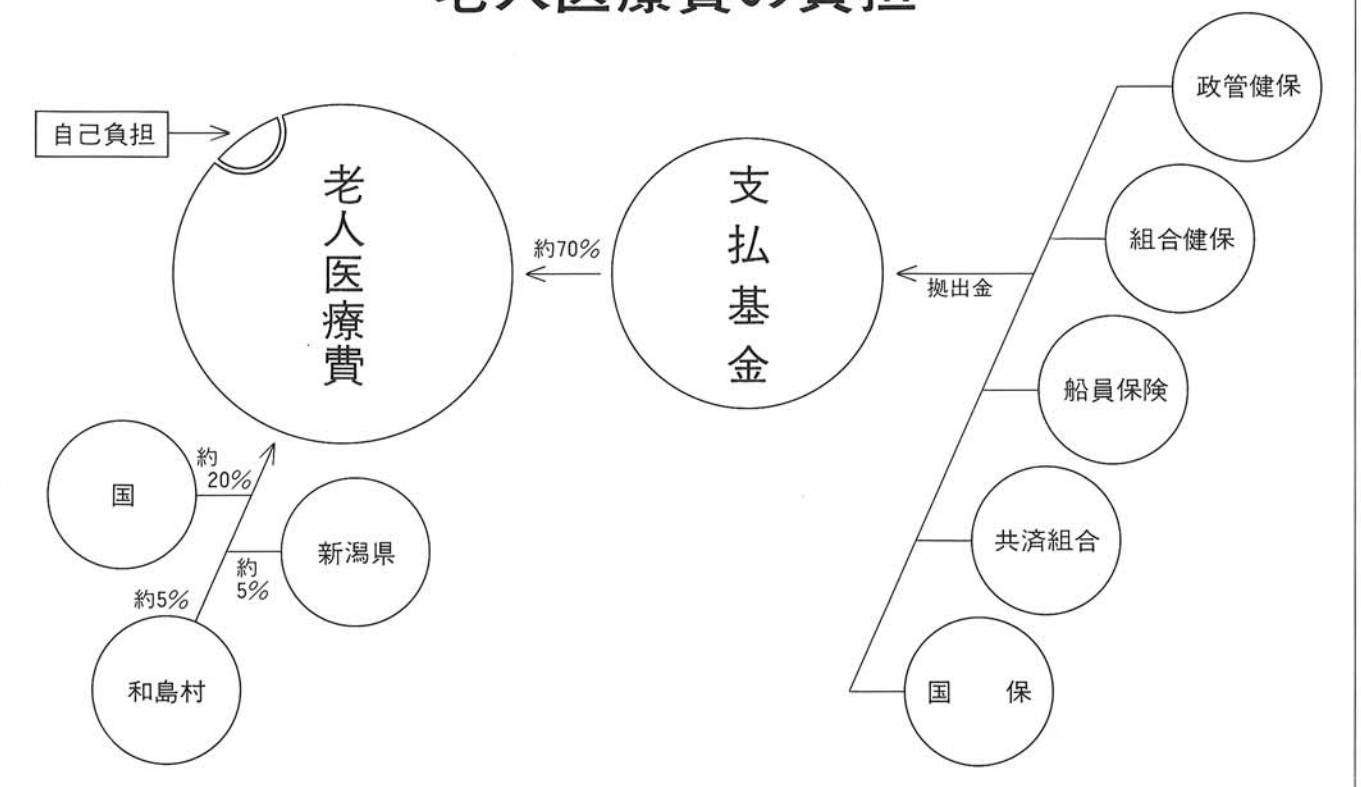 老人医療費の負担
自己負担
老人医療費
約70%
支払基金
拠出金
政管健保
組合健保
船員保険
共済組合
国　保
国
約
20%
新潟県
約
5%
約5%
和島村